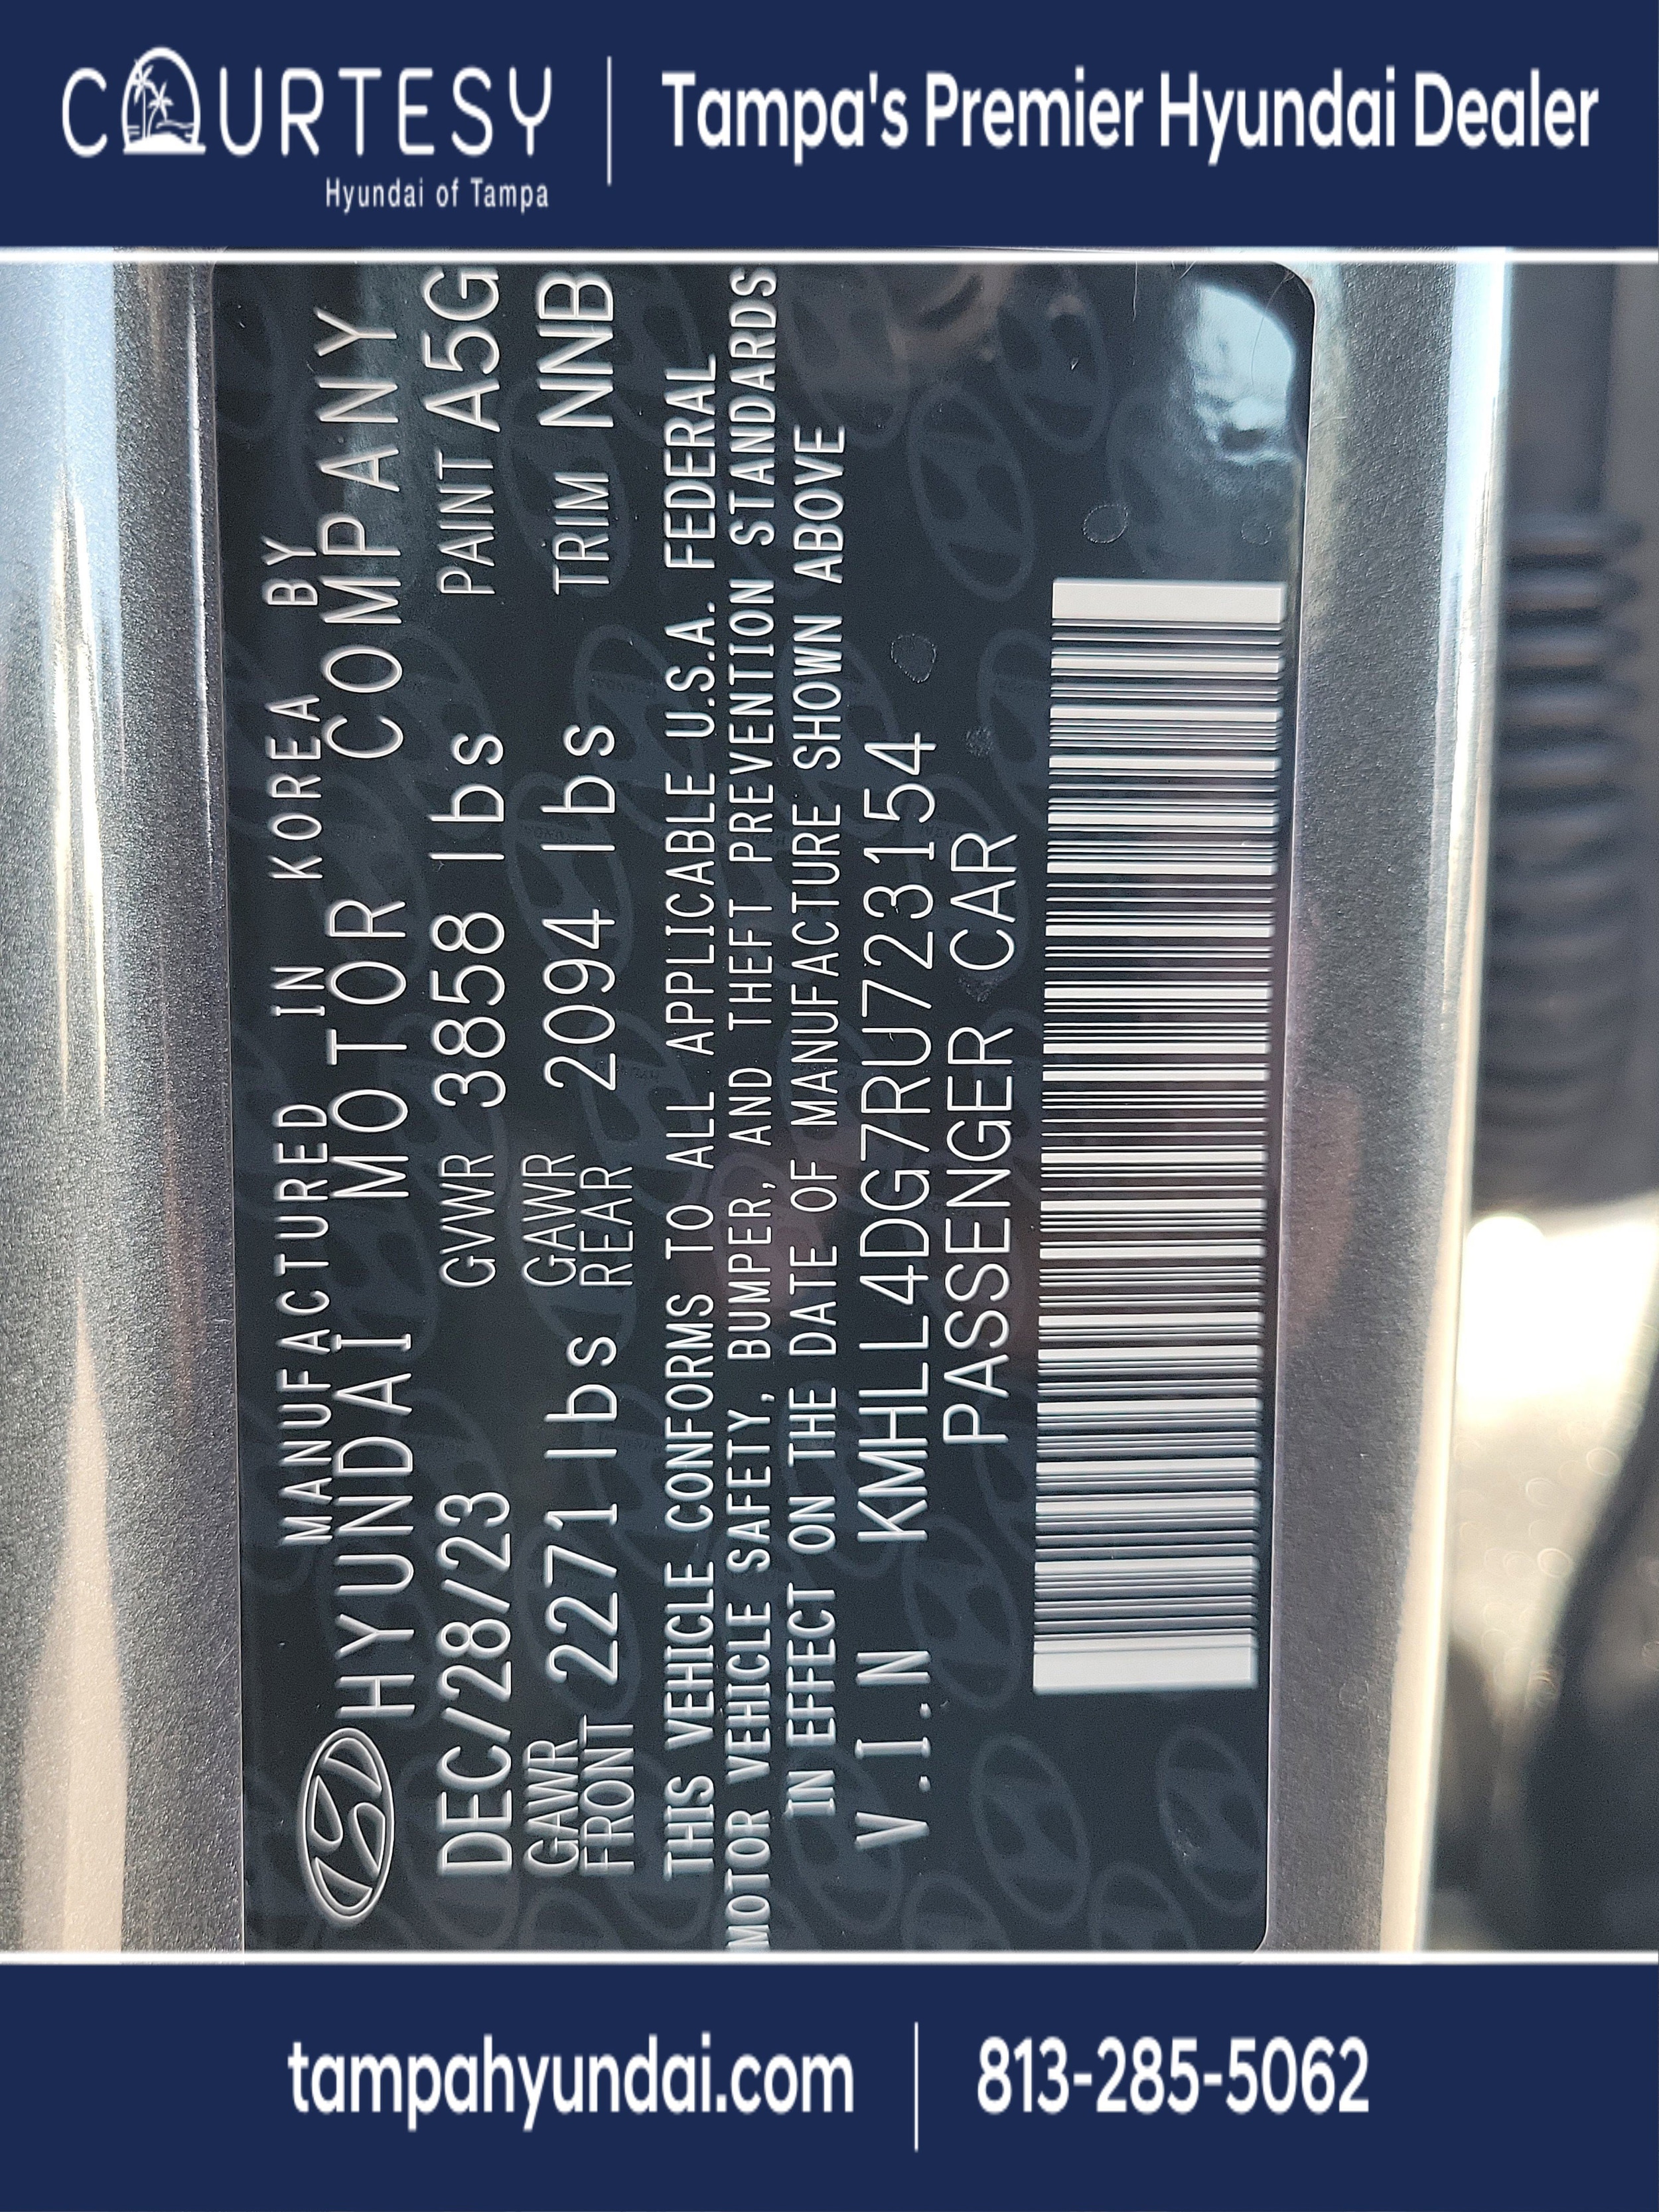 COURTESY
Hyundai of Tampa
Tampa's Premier Hyundai Dealer
MANUFACTURED IN KOREA BY
HYUNDAI MOTOR COMPANY
DEC/28/23 GVWR 3858 lbs PAINT A5G
GAWR FRONT 2271 lbs GAWR REAR 2094 lbs TRIM NNB
THIS VEHICLE CONFORMS TO ALL APPLICABLE U.S.A. FEDERAL
MOTOR VEHICLE SAFETY, BUMPER, AND THEFT PREVENTION STANDARDS
IN EFFECT ON THE DATE OF MANUFACTURE SHOWN ABOVE
V.I.N KMHLL4DG7RU723154
PASSENGER CAR
tampahyundai.com
813-285-5062